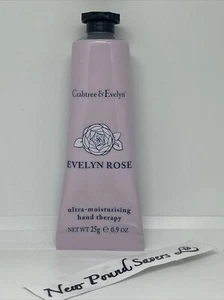 Crabtree & Evelyn
EVELYN ROSE
ultra-moisturising
hand therapy
NET WT 25g ℮ 0.9 OZ
New Pound Savers